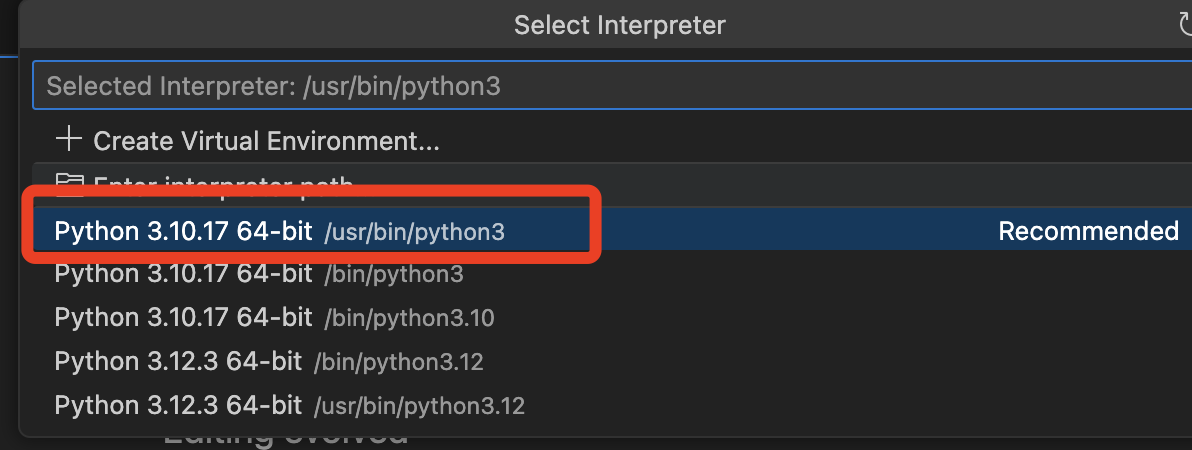 Select Interpreter
Selected Interpreter: /usr/bin/python3
Create Virtual Environment...
Enter interpreter path
Python 3.10.17 64-bit /usr/bin/python3 Recommended
Python 3.10.17 64-bit /bin/python3
Python 3.10.17 64-bit /bin/python3.10
Python 3.12.3 64-bit /bin/python3.12
Python 3.12.3 64-bit /usr/bin/python3.12
Editing evolved